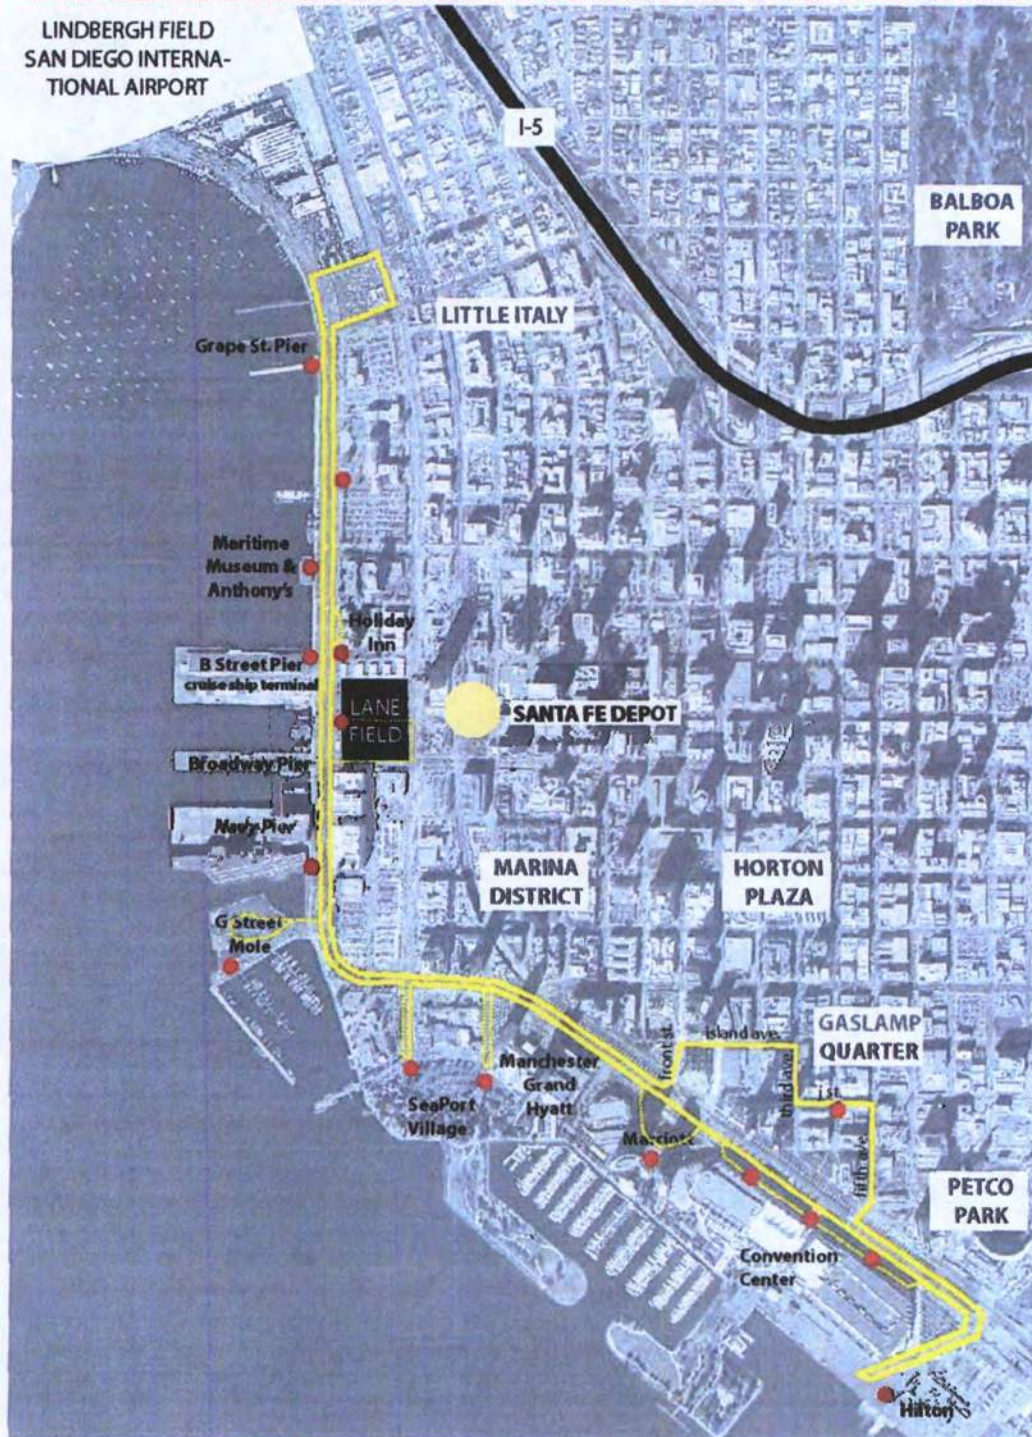 LINDBERGH FIELD
SAN DIEGO INTERNA-
TIONAL AIRPORT
I-5
BALBOA
PARK
LITTLE ITALY
Grape St. Pier
Maritime
Museum &
Anthony's
Holiday
Inn
B Street Pier
cruise ship terminal
LANE
FIELD
SANTA FE DEPOT
Broadway Pier
Navy Pier
MARINA
DISTRICT
HORTON
PLAZA
G Street
Mole
GASLAMP
QUARTER
front st.
island ave.
third ave.
j st.
fifth ave.
Manchester
Grand
Hyatt
SeaPort
Village
Marriott
PETCO
PARK
Convention
Center
Hilton